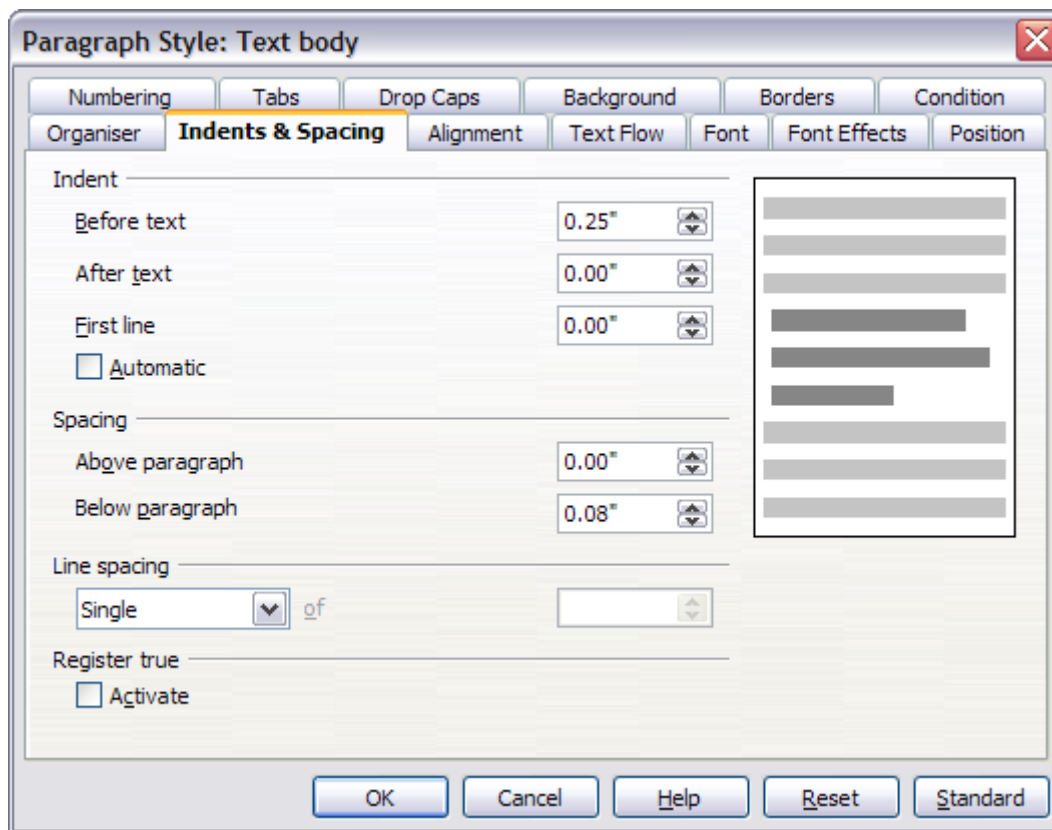 Paragraph Style: Text body
Numbering Tabs Drop Caps Background Borders Condition
Organiser Indents & Spacing Alignment Text Flow Font Font Effects Position
Indent
Before text 0.25"
After text 0.00"
First line 0.00"
Automatic
Spacing
Above paragraph 0.00"
Below paragraph 0.08"
Line spacing
Single of
Register true
Activate
OK Cancel Help Reset Standard